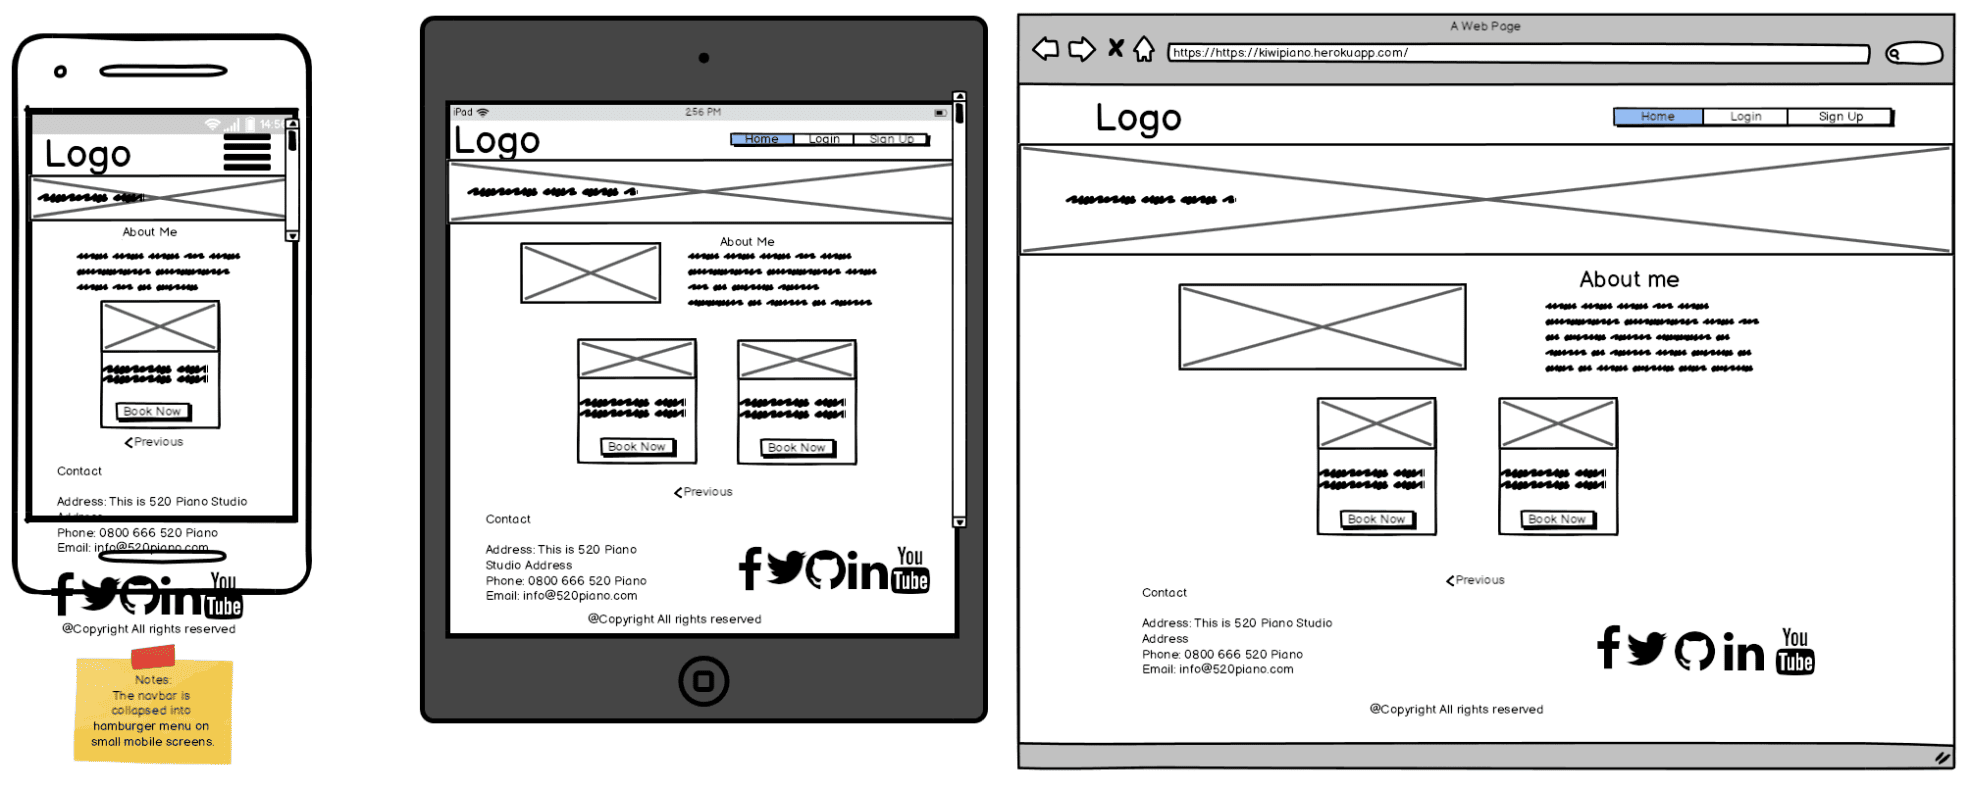 14:5
Logo
About Me
Book Now
Previous
Contact
Address: This is 520 Piano Studio
Address
Phone: 0800 666 520 Piano
Email: info@520piano.com
You
Tube
@Copyright All rights reserved
Notes:
The navbar is
collapsed into
hamburger menu on
small mobile screens.
iPad
2:56 PM
Logo
Home
Login
Sign Up
About Me
Book Now
Book Now
Previous
Contact
Address: This is 520 Piano
Studio Address
Phone: 0800 666 520 Piano
Email: info@520piano.com
You
Tube
@Copyright All rights reserved
A Web Page
https://https://kiwipiano.herokuapp.com/
Logo
Home
Login
Sign Up
About me
Book Now
Book Now
Previous
Contact
Address: This is 520 Piano Studio
Address
Phone: 0800 666 520 Piano
Email: info@520piano.com
You
Tube
@Copyright All rights reserved